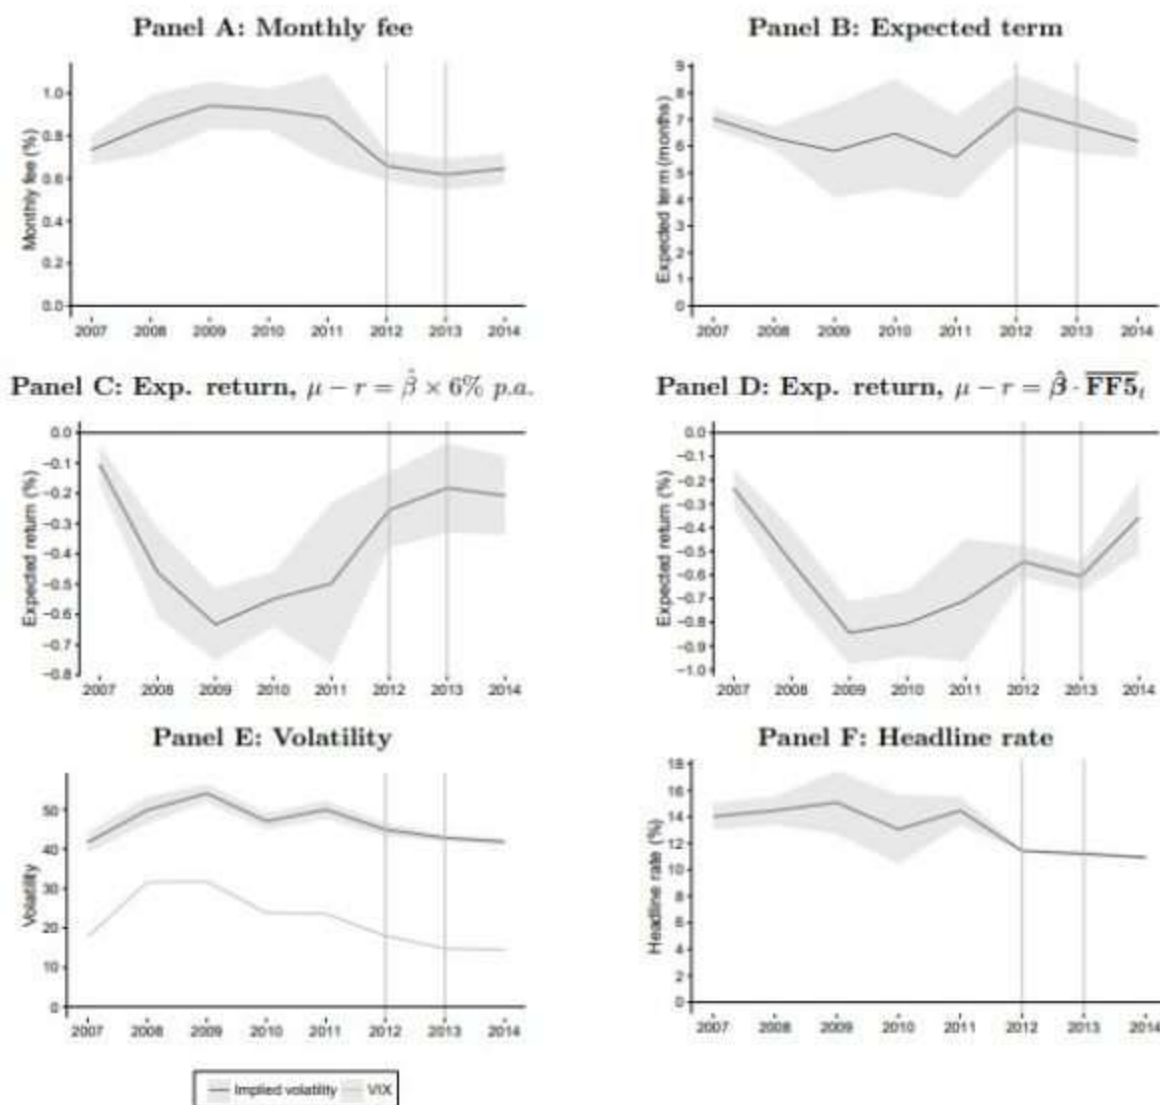 Panel A: Monthly fee
Monthly fee (%)
1.0
0.8
0.6
0.4
0.2
0.0
2007 2008 2009 2010 2011 2012 2013 2014
Panel B: Expected term
Expected term (months)
9
8
7
6
5
4
3
2
1
0
2007 2008 2009 2010 2011 2012 2013 2014
Panel C: Exp. return, μ − r = β̂ × 6% p.a.
Expected return (%)
0.0
−0.1
−0.2
−0.3
−0.4
−0.5
−0.6
−0.7
−0.8
2007 2008 2009 2010 2011 2012 2013 2014
Panel D: Exp. return, μ − r = β̂ · F̅F̅5̅ₜ
Expected return (%)
0.0
−0.1
−0.2
−0.3
−0.4
−0.5
−0.6
−0.7
−0.8
−0.9
−1.0
2007 2008 2009 2010 2011 2012 2013 2014
Panel E: Volatility
Volatility
50
40
30
20
10
0
2007 2008 2009 2010 2011 2012 2013 2014
Implied volatility VIX
Panel F: Headline rate
Headline rate (%)
18
16
14
12
10
8
6
4
2
0
2007 2008 2009 2010 2011 2012 2013 2014